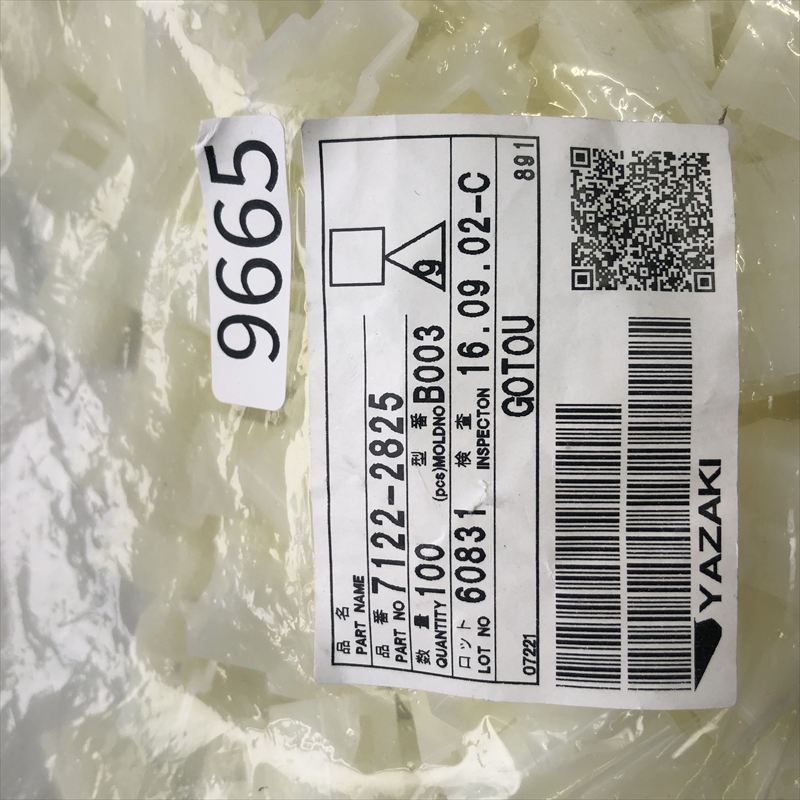 9665
品名
PART NAME
品番
PART NO 7122-2825
数量 型番
QUANTITY 100 (pcs) MOLDNO B003
ロット 検査
LOT NO 60831 INSPECTON 16.09.02-C
9
GOTOU
07221 891
YAZAKI